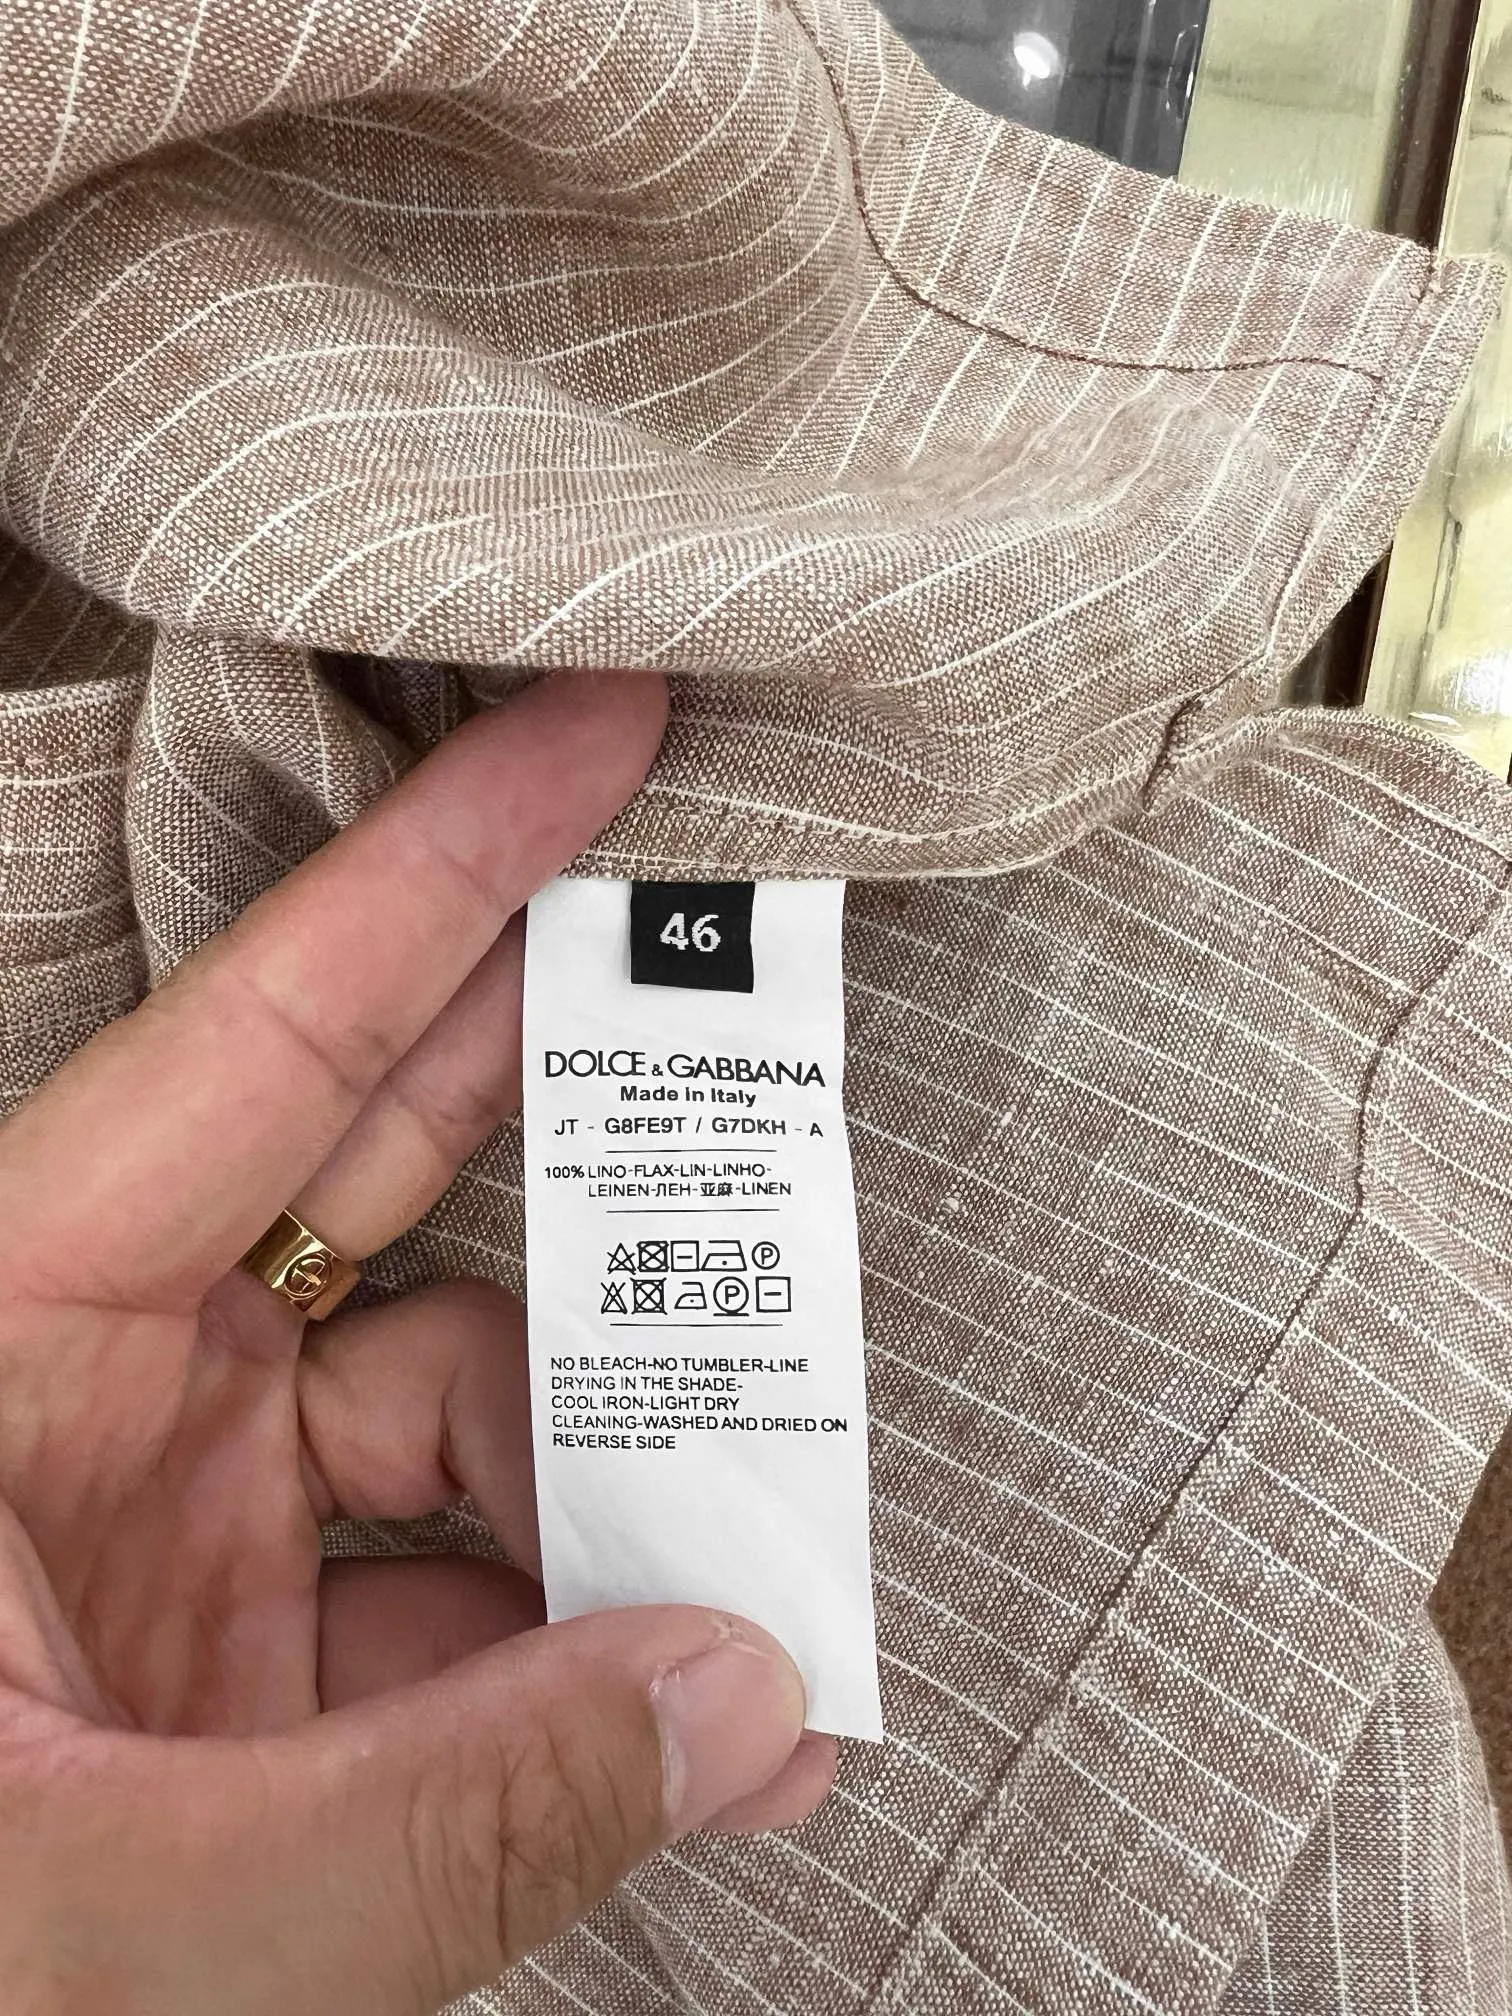 46
DOLCE & GABBANA
Made in Italy
JT - G8FE9T / G7DKH - A
100% LINO-FLAX-LIN-LINHO-
LEINEN-ЛЕН-亚麻-LINEN
P
P
NO BLEACH-NO TUMBLER-LINE
DRYING IN THE SHADE-
COOL IRON-LIGHT DRY
CLEANING-WASHED AND DRIED ON
REVERSE SIDE